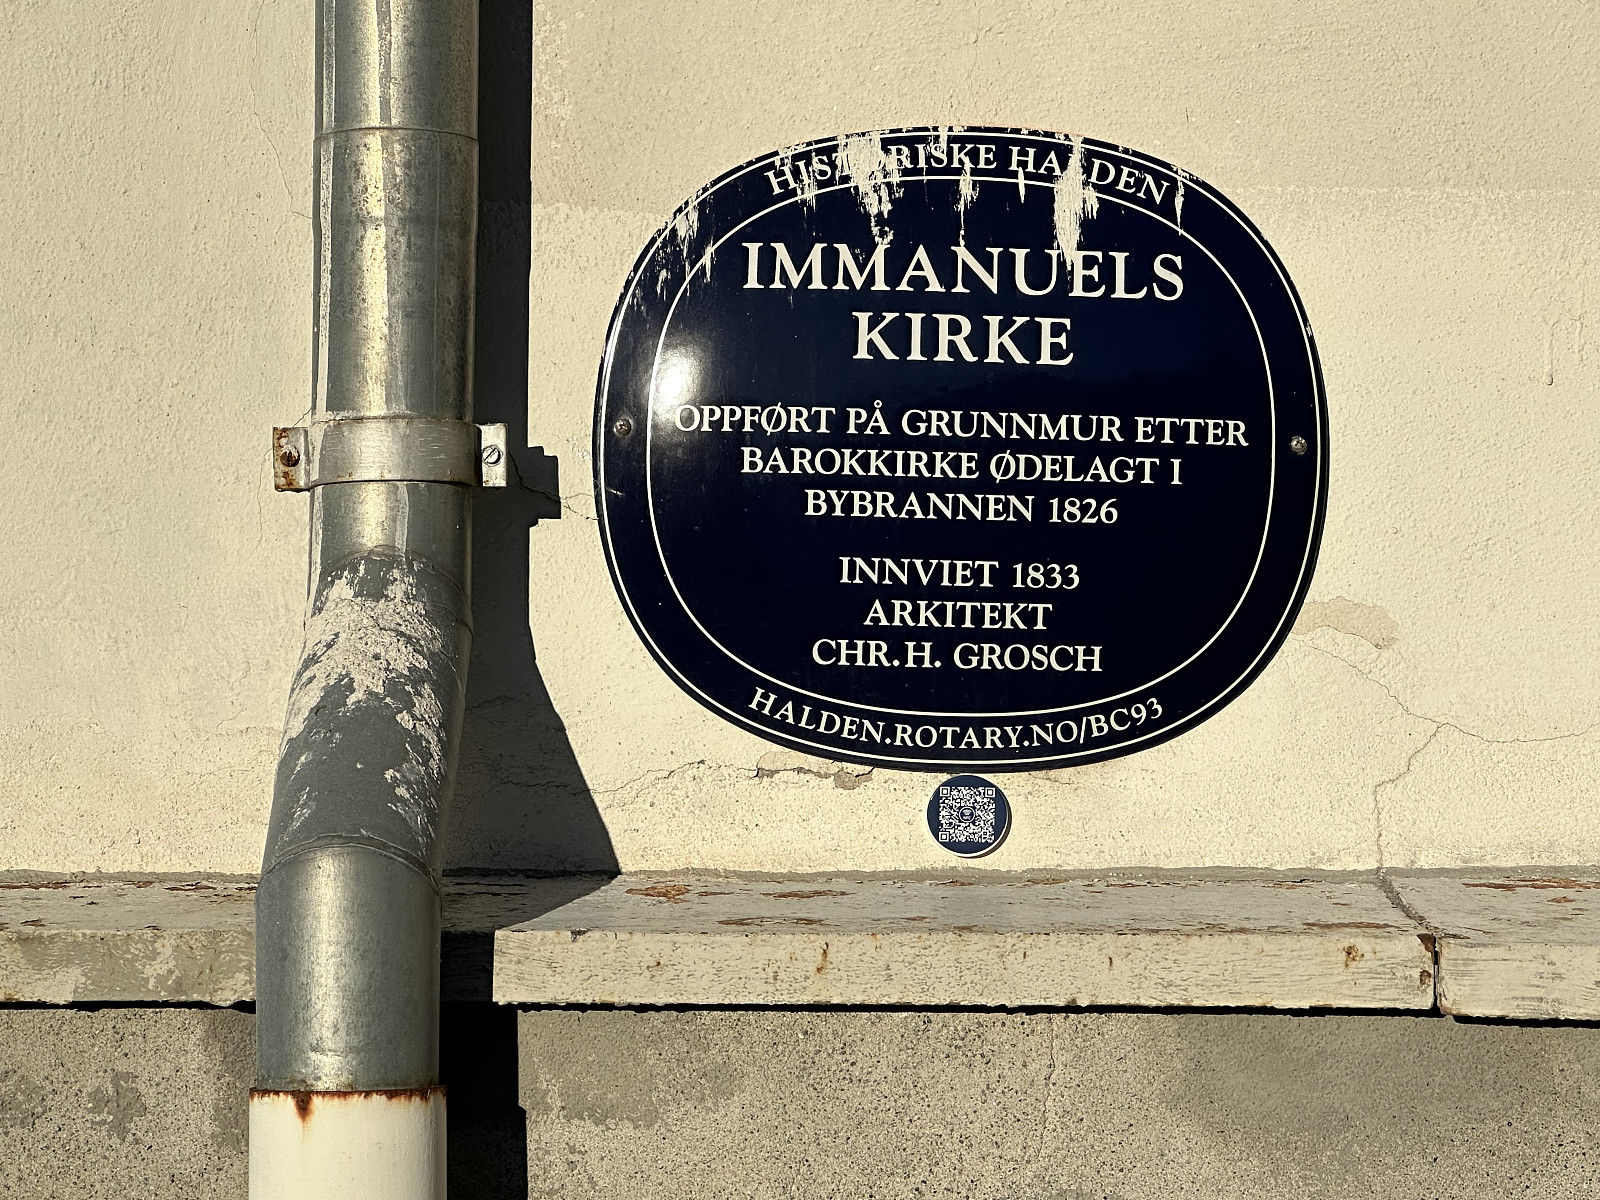 HISTORISKE HALDEN
IMMANUELS
KIRKE
OPPFØRT PÅ GRUNNMUR ETTER
BAROKKIRKE ØDELAGT I
BYBRANNEN 1826
INNVIET 1833
ARKITEKT
CHR. H. GROSCH
HALDEN.ROTARY.NO/BC93